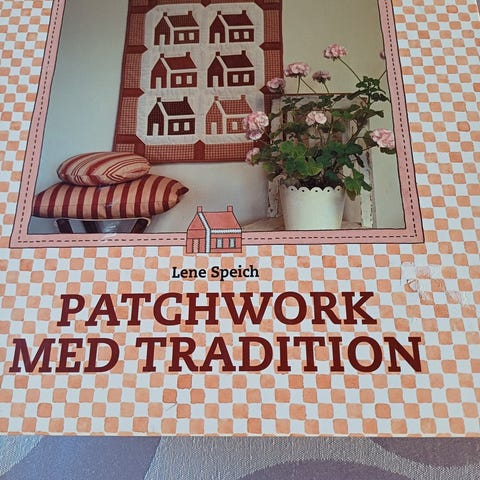 Lene Speich
PATCHWORK
MED TRADITION